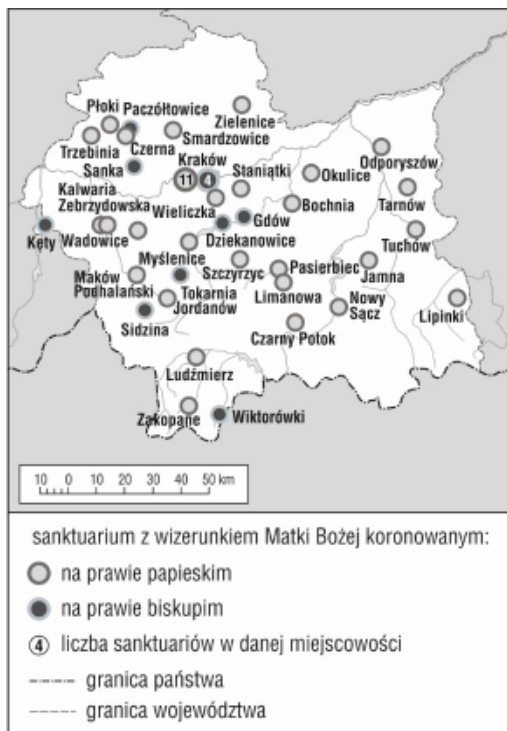 Płoki
Paczółtowice
Zielenice
Trzebinia
Czerna
Smardzowice
Sanka
Kraków
11
4
Staniątki
Okulice
Odporyszów
Kalwaria
Zebrzydowska
Wieliczka
Gdów
Bochnia
Tarnów
Kęty
Wadowice
Dziekanowice
Tuchów
Myślenice
Szczyrzyc
Pasierbiec
Jamna
Maków
Podhalański
Tokarnia
Jordanów
Limanowa
Nowy
Sącz
Lipinki
Sidzina
Czarny Potok
Ludźmierz
Zakopane
Wiktorówki
10 0 10 20 30 40 50 km
sanktuarium z wizerunkiem Matki Bożej koronowanym:
na prawie papieskim
na prawie biskupim
4 liczba sanktuariów w danej miejscowości
granica państwa
granica województwa